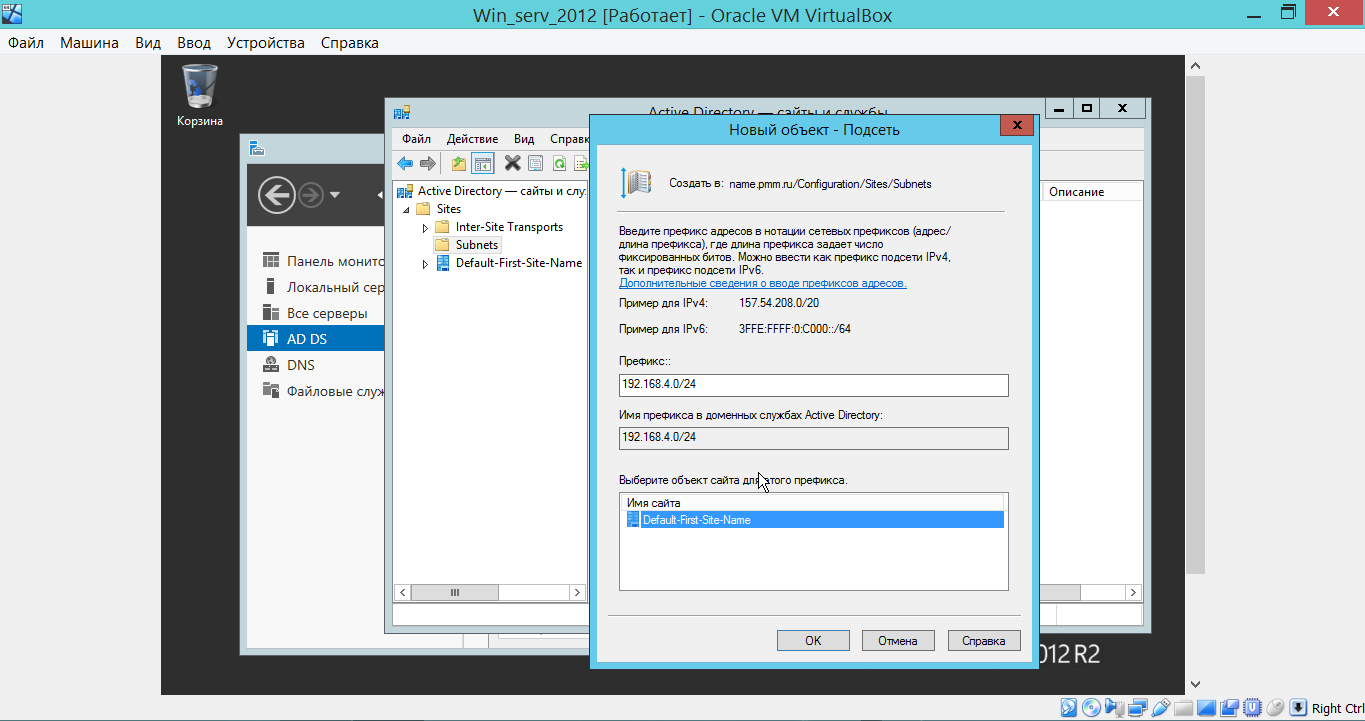 Win_serv_2012 [Работает] - Oracle VM VirtualBox
Файл Машина Вид Ввод Устройства Справка
Корзина
Active Directory — сайты и службы
Новый объект - Подсеть
Файл Действие Вид Справк
Создать в: name.pmm.ru/Configuration/Sites/Subnets
Active Directory — сайты и слу
Описание
Sites
Inter-Site Transports
Subnets
Default-First-Site-Name
Панель монито
Локальный сер
Все серверы
AD DS
DNS
Файловые служ
Введите префикс адресов в нотации сетевых префиксов (адрес/
длина префикса), где длина префикса задает число
фиксированных битов. Можно ввести как префикс подсети IPv4,
так и префикс подсети IPv6.
Дополнительные сведения о вводе префиксов адресов.
Пример для IPv4: 157.54.208.0/20
Пример для IPv6: 3FFE:FFFF:0:C000::/64
Префикс::
192.168.4.0/24
Имя префикса в доменных службах Active Directory:
192.168.4.0/24
Выберите объект сайта для этого префикса.
Имя сайта
Default-First-Site-Name
OK Отмена Справка
012 R2
Right Ctrl